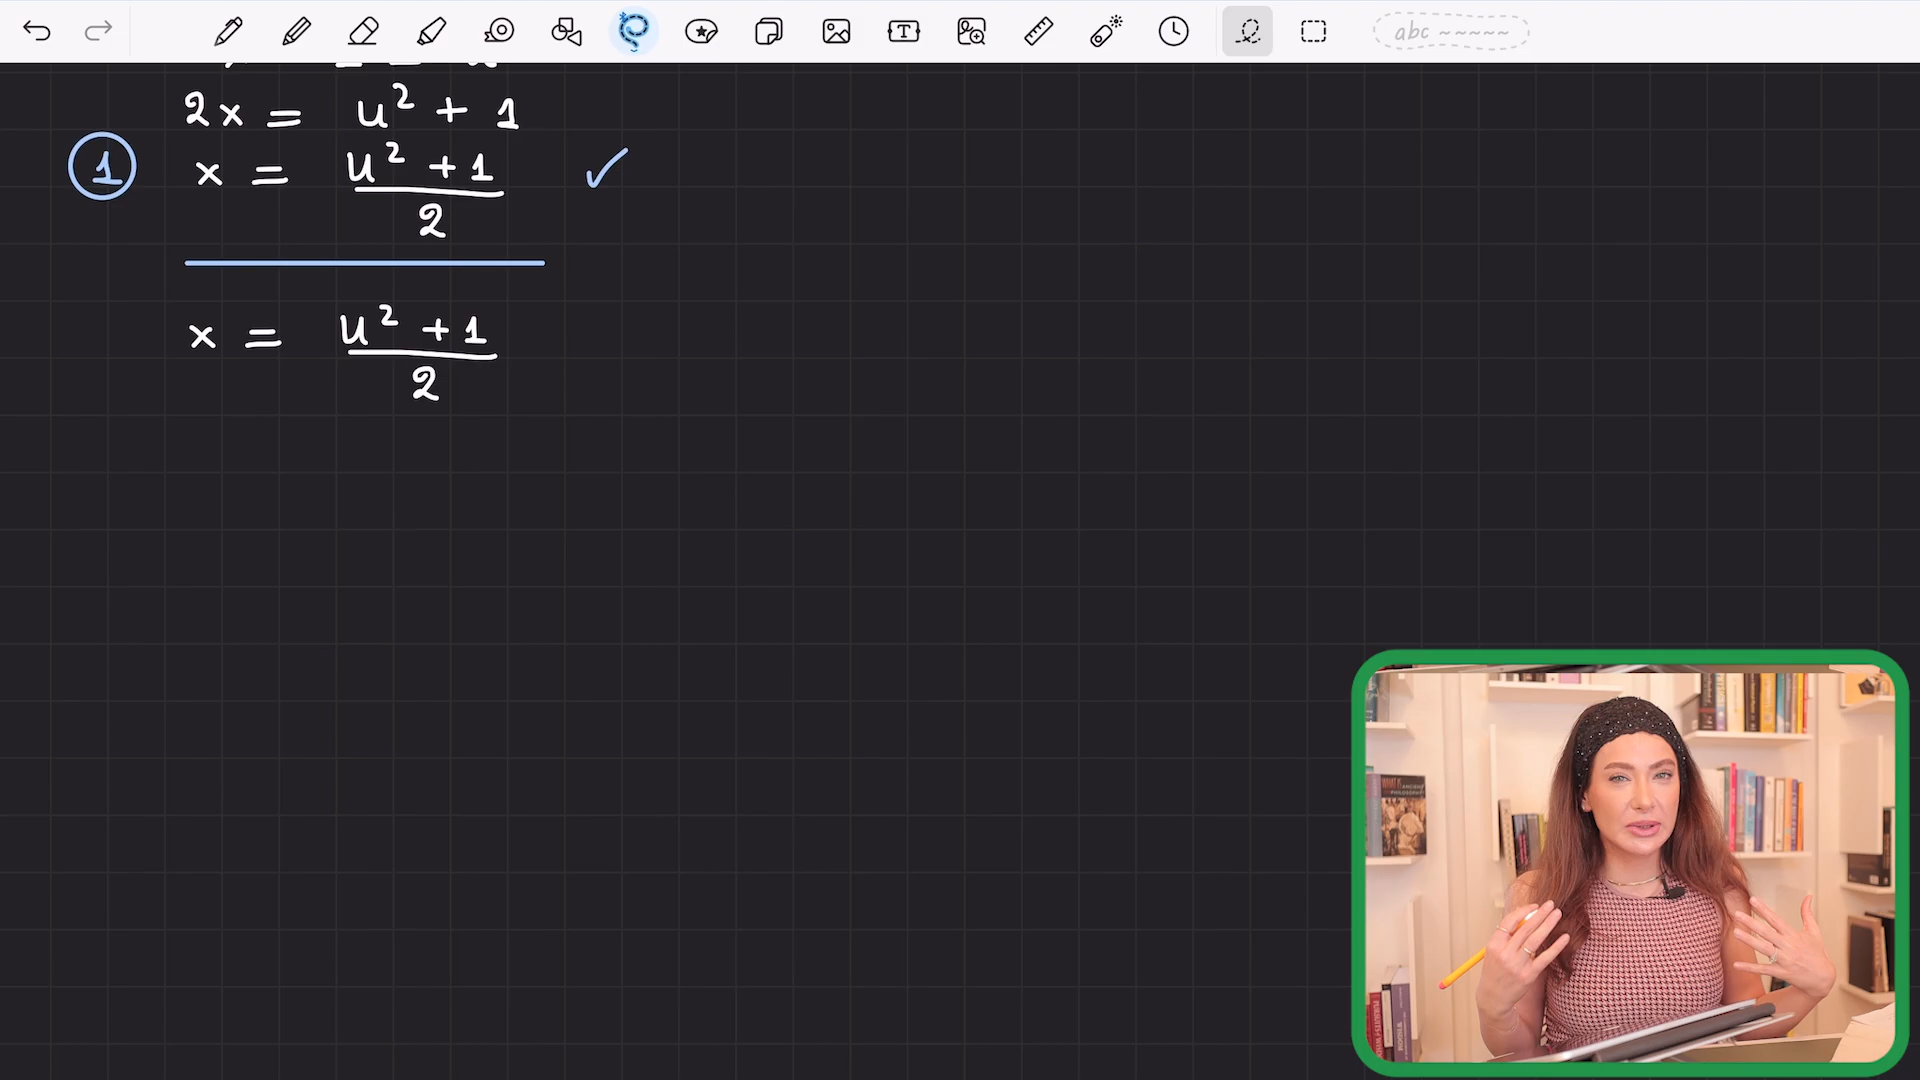 abc
2x = u² + 1
① x = u² + 1 ✓
2
x = u² + 1
2